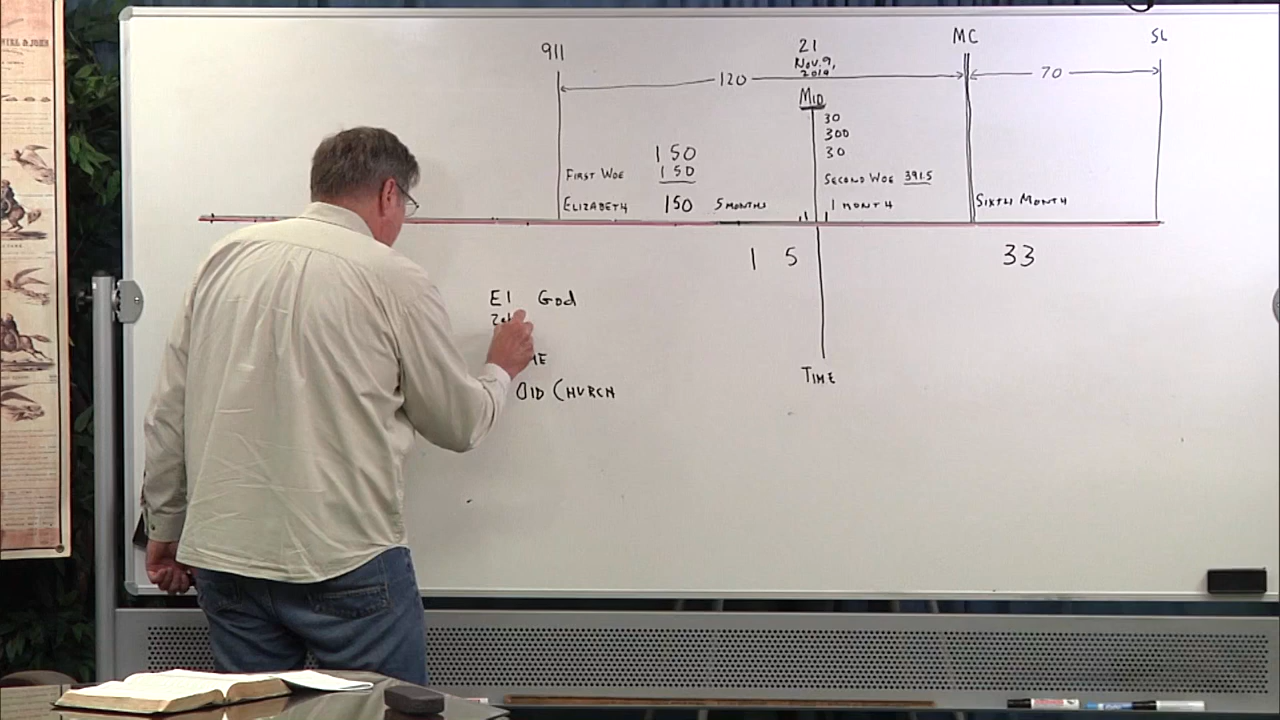 911 21 MC SL
Nov. 9,
2019
120 70
MID
30
300
30
150
FIRST WOE 150 SECOND WOE 391.5
ELIZABETH 150 5 MONTHS 1 MONTH SIXTH MONTH
1 5 33
El God
TIME
Old CHURCH